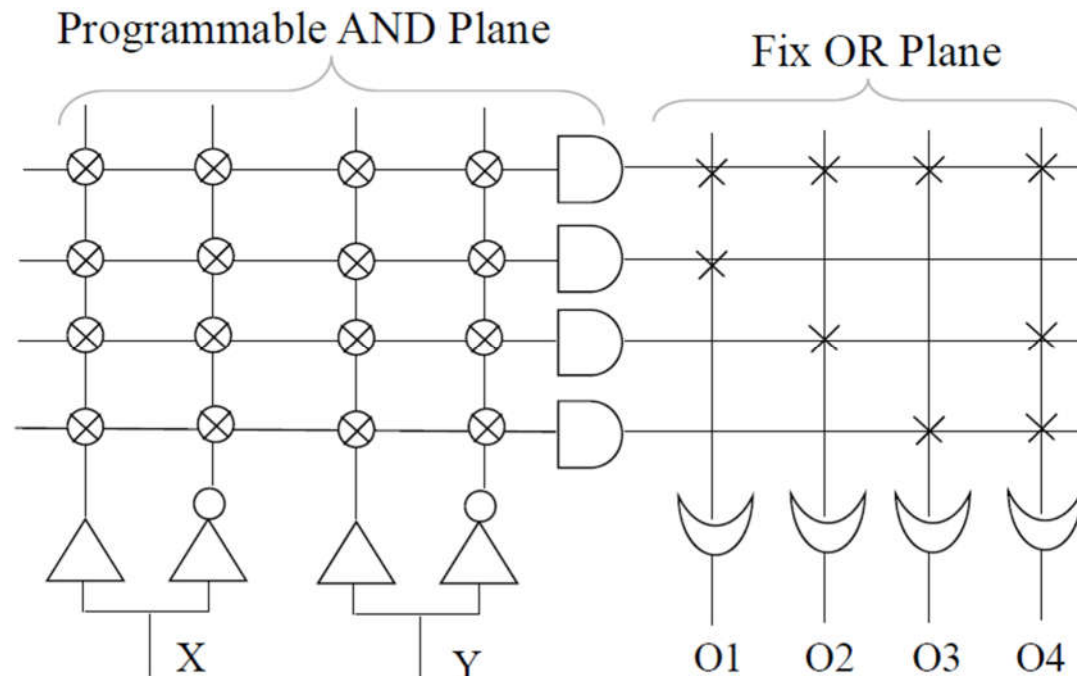 Programmable AND Plane
Fix OR Plane
X
Y
O1 O2 O3 O4